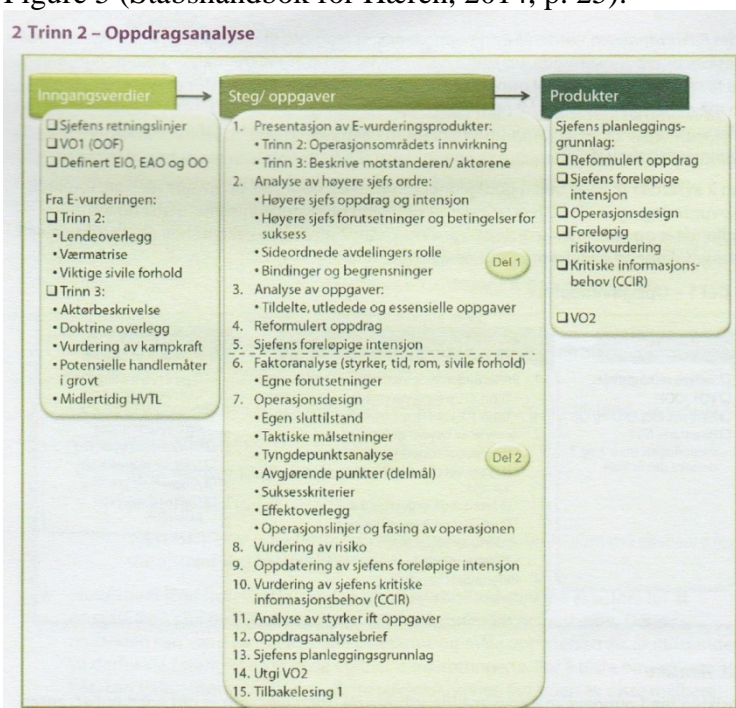 Figure 3 (Stabshåndbok for Hæren, 2014, p. 25).
2 Trinn 2 – Oppdragsanalyse
Inngangsverdier
❑ Sjefens retningslinjer
❑ VO1 (OOF)
❑ Definert EIO, EAO og OO
Fra E-vurderingen:
❑ Trinn 2:
• Lendeoverlegg
• Værmatrise
• Viktige sivile forhold
❑ Trinn 3:
• Aktørbeskrivelse
• Doktrine overlegg
• Vurdering av kampkraft
• Potensielle handlemåter
i grovt
• Midlertidig HVTL
Steg/ oppgaver
1. Presentasjon av E-vurderingsprodukter:
• Trinn 2: Operasjonsområdets innvirkning
• Trinn 3: Beskrive motstanderen/ aktørene
2. Analyse av høyere sjefs ordre:
• Høyere sjefs oppdrag og intensjon
• Høyere sjefs forutsetninger og betingelser for
suksess
• Sideordnede avdelingers rolle
• Bindinger og begrensninger
Del 1
3. Analyse av oppgaver:
• Tildelte, utledede og essensielle oppgaver
4. Reformulert oppdrag
5. Sjefens foreløpige intensjon
6. Faktoranalyse (styrker, tid, rom, sivile forhold)
• Egne forutsetninger
7. Operasjonsdesign
• Egen sluttilstand
• Taktiske målsetninger
• Tyngdepunktsanalyse
• Avgjørende punkter (delmål)
Del 2
• Suksesskriterier
• Effektoverlegg
• Operasjonslinjer og fasing av operasjonen
8. Vurdering av risiko
9. Oppdatering av sjefens foreløpige intensjon
10. Vurdering av sjefens kritiske
informasjonsbehov (CCIR)
11. Analyse av styrker ift oppgaver
12. Oppdragsanalysebrief
13. Sjefens planleggingsgrunnlag
14. Utgi VO2
15. Tilbakelesing 1
Produkter
Sjefens planleggings-
grunnlag:
❑ Reformulert oppdrag
❑ Sjefens foreløpige
intensjon
❑ Operasjonsdesign
❑ Foreløpig
risikovurdering
❑ Kritiske informasjons-
behov (CCIR)
❑ VO2